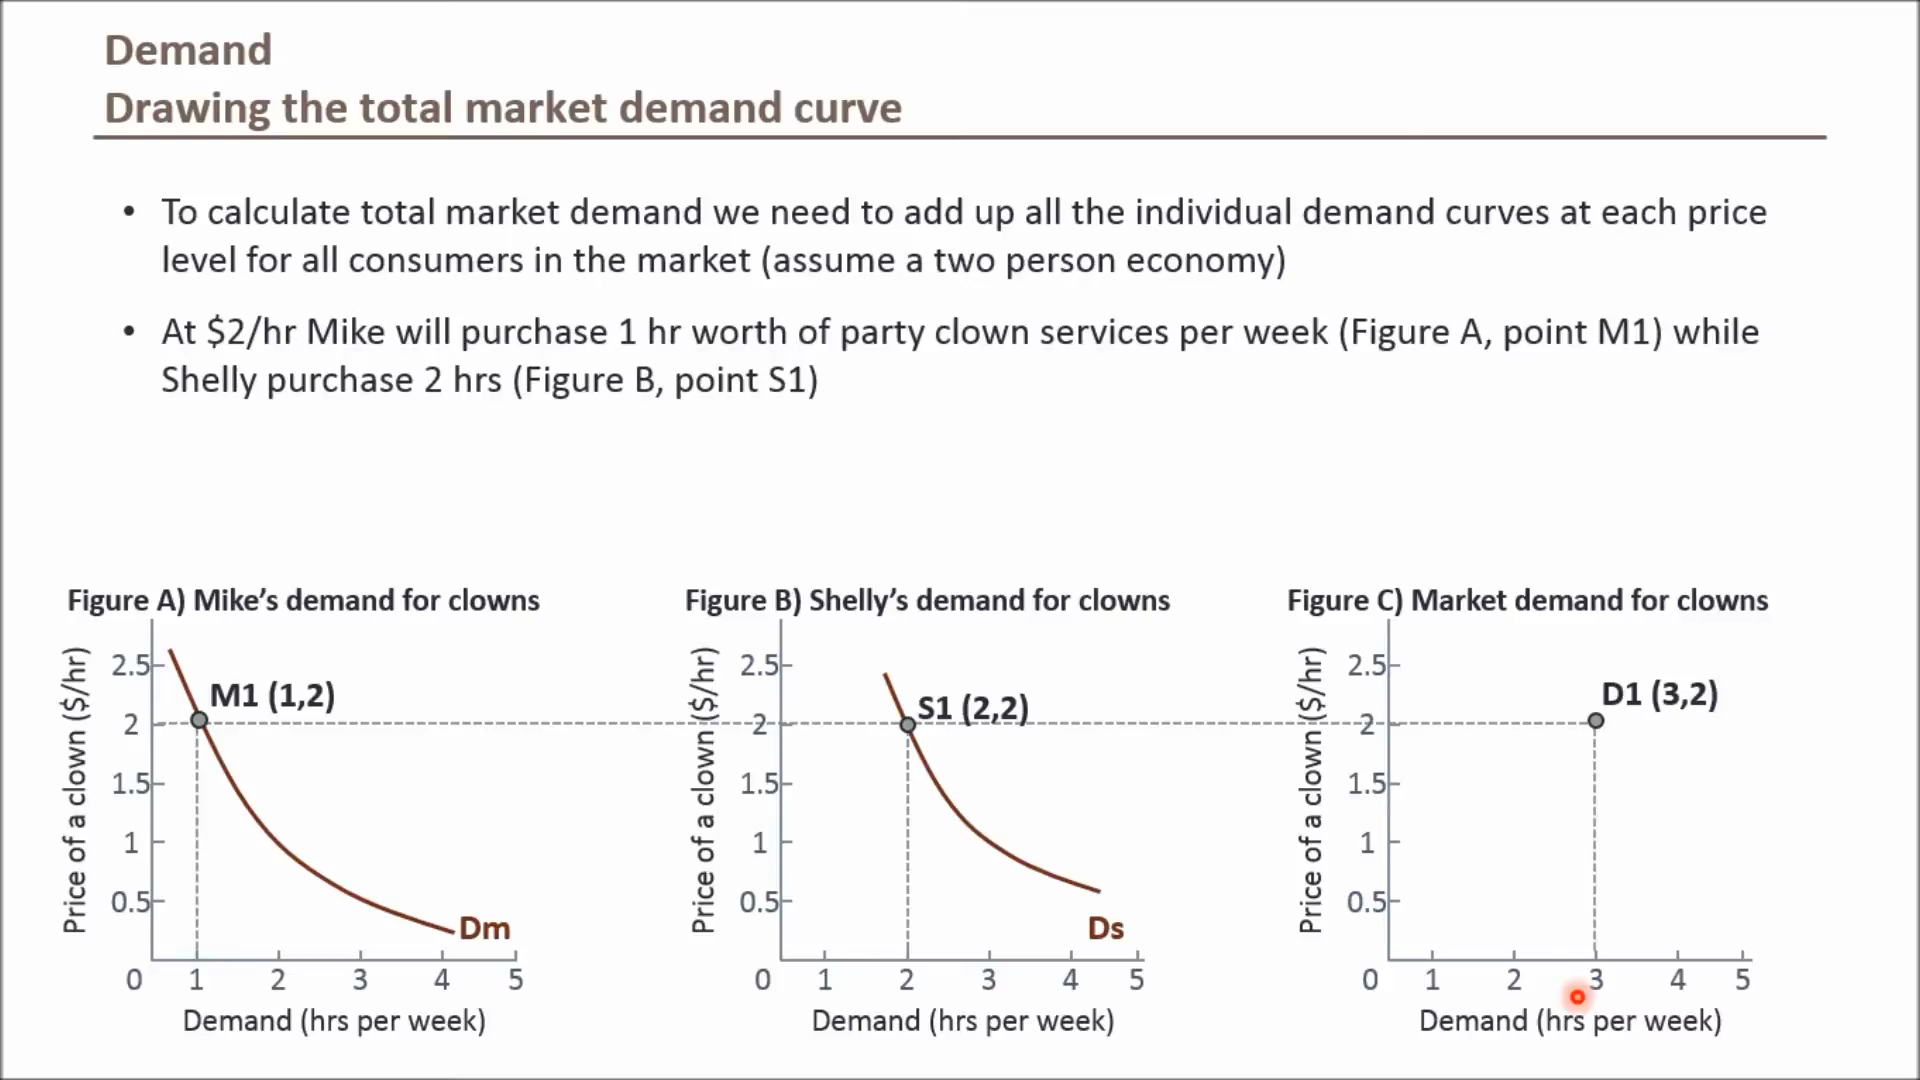 Demand
Drawing the total market demand curve
• To calculate total market demand we need to add up all the individual demand curves at each price
level for all consumers in the market (assume a two person economy)
• At $2/hr Mike will purchase 1 hr worth of party clown services per week (Figure A, point M1) while
Shelly purchase 2 hrs (Figure B, point S1)
Figure A) Mike's demand for clowns
Price of a clown ($/hr)
2.5
2
1.5
1
0.5
M1 (1,2)
Dm
0 1 2 3 4 5
Demand (hrs per week)
Figure B) Shelly's demand for clowns
Price of a clown ($/hr)
2.5
2
1.5
1
0.5
S1 (2,2)
Ds
0 1 2 3 4 5
Demand (hrs per week)
Figure C) Market demand for clowns
Price of a clown ($/hr)
2.5
2
1.5
1
0.5
D1 (3,2)
0 1 2 3 4 5
Demand (hrs per week)